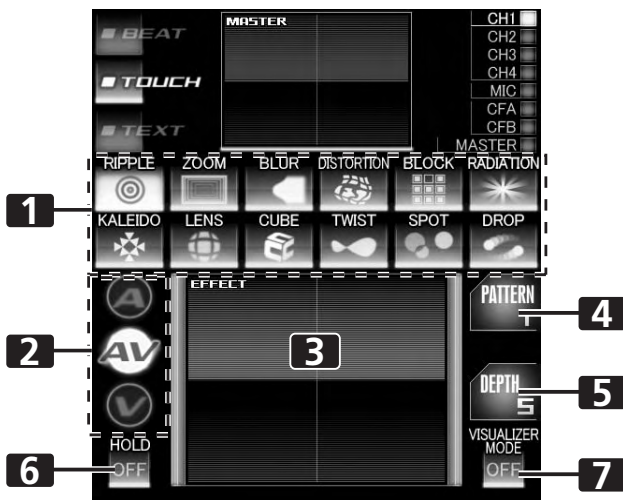 BEAT
TOUCH
TEXT
MASTER
CH1
CH2
CH3
CH4
MIC
CFA
CFB
MASTER
1
RIPPLE ZOOM BLUR DISTORTION BLOCK RADIATION
KALEIDO LENS CUBE TWIST SPOT DROP
2
A
AV
V
EFFECT
3
PATTERN
1
4
DEPTH
5
5
HOLD
OFF
6
VISUALIZER
MODE
OFF
7